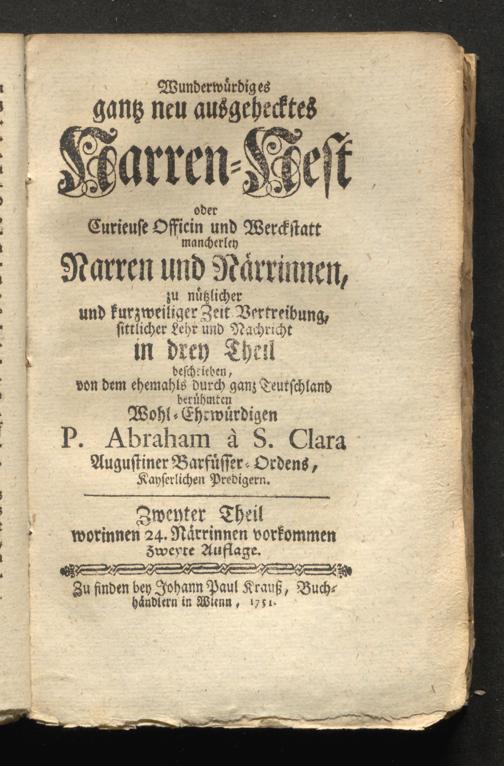 Wunderwürdiges
gantz neu ausgehecktes
Narren-Nest
oder
Curieuse Officin und Werckstatt
mancherley
Narren und Närrinnen,
zu nützlicher
und kurzweiliger Zeit Vertreibung,
sittlicher Lehr und Nachricht
in drey Theil
beschrieben,
von dem ehemahls durch ganz Teutschland
berühmten
Wohl-Ehrwürdigen
P. Abraham à S. Clara
Augustiner Barfüsser-Ordens,
Kayserlichen Predigern.
Zweyter Theil
worinnen 24. Närrinnen vorkommen
Zweyte Auflage.
Zu finden bey Johann Paul Krauß, Buch-
händlern in Wienn, 1751.